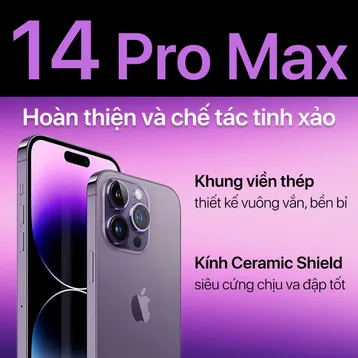 14 Pro Max
Hoàn thiện và chế tác tinh xảo
Khung viền thép
thiết kế vuông vắn, bền bỉ
Kính Ceramic Shield
siêu cứng chịu va đập tốt